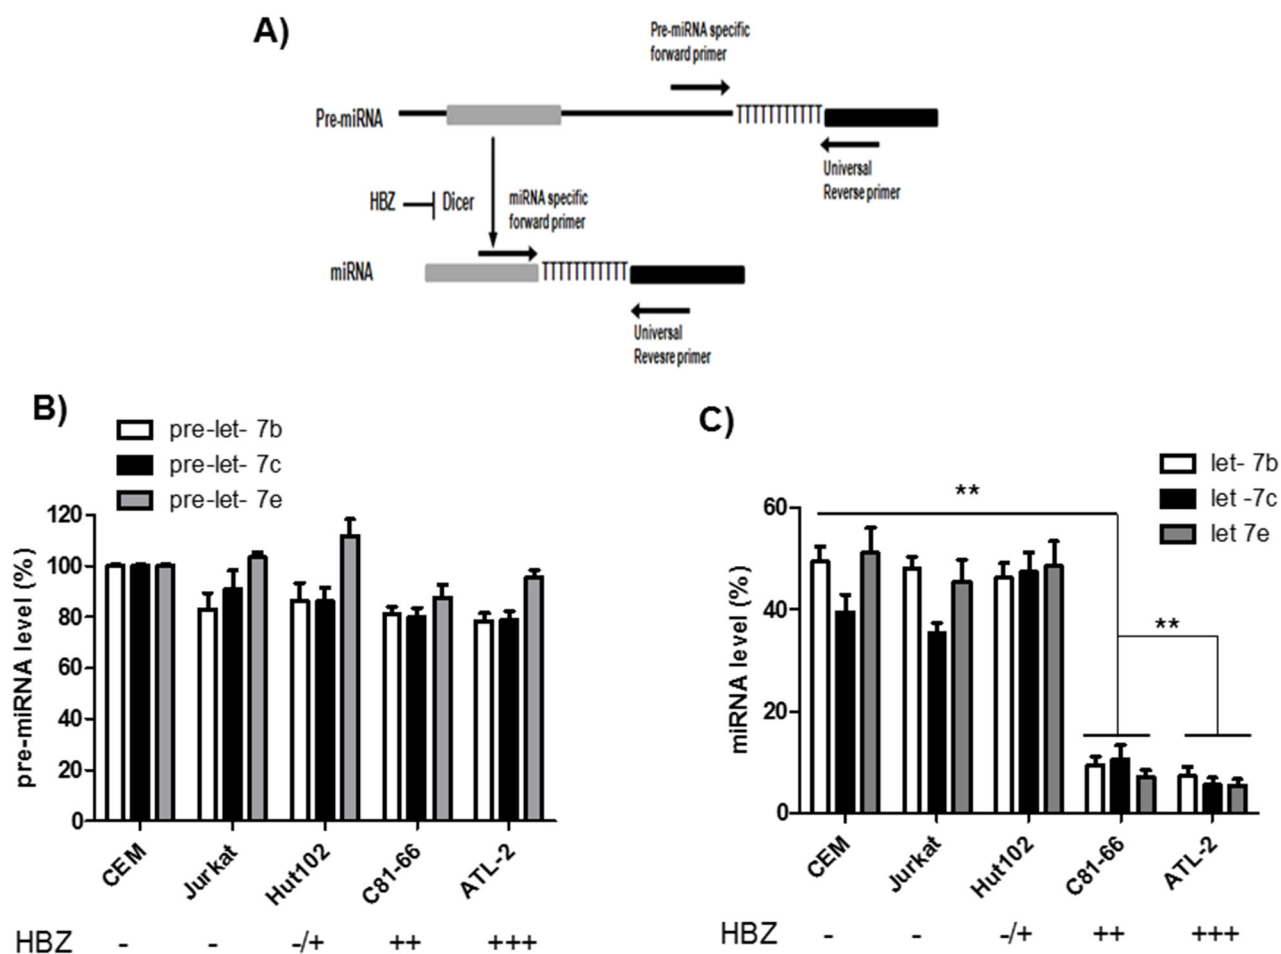 A)
Pre-miRNA specific
forward primer
Pre-miRNA
TTTTTTTTTTT
Universal
Reverse primer
HBZ
Dicer
miRNA specific
forward primer
miRNA
TTTTTTTTTTT
Universal
Revesre primer
B)
pre-let- 7b
pre-let- 7c
pre-let- 7e
pre-miRNA level (%)
120
100
80
60
40
20
0
CEM
Jurkat
Hut102
C81-66
ATL-2
HBZ - - -/+ ++ +++
C)
let- 7b
let -7c
let 7e
miRNA level (%)
60
40
20
0
**
**
CEM
Jurkat
Hut102
C81-66
ATL-2
HBZ - - -/+ ++ +++